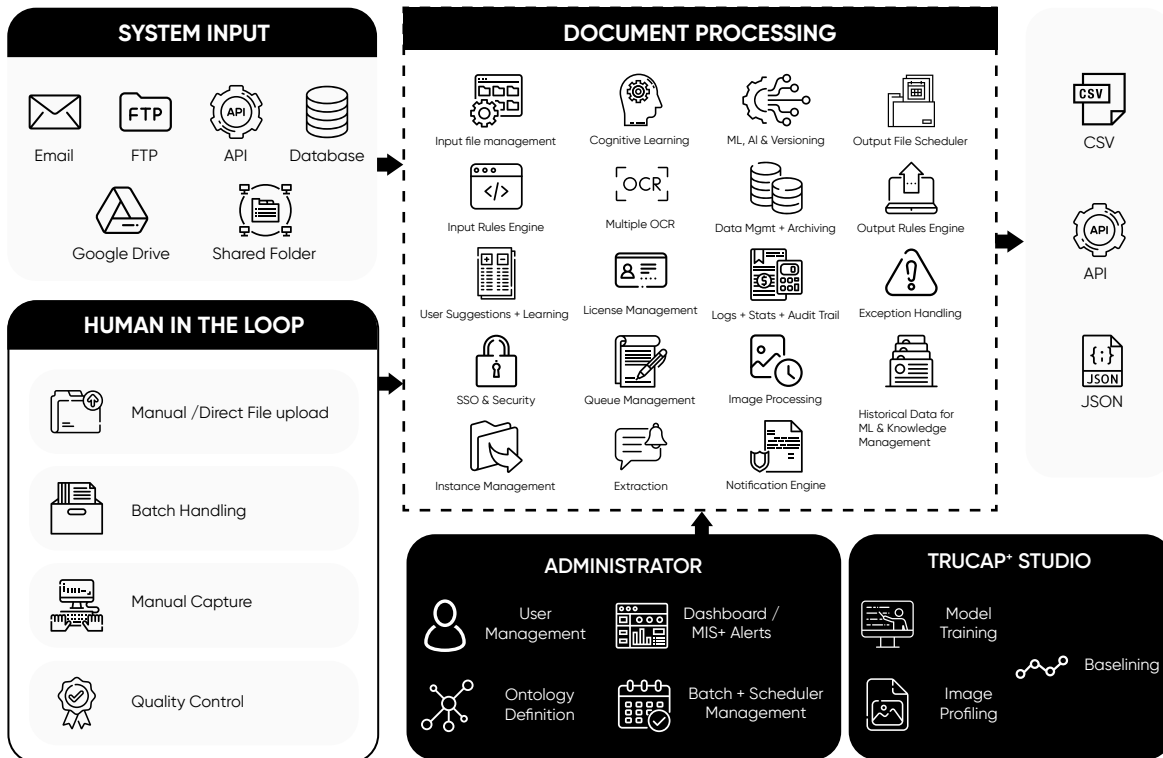 SYSTEM INPUT
FTP
API
Email
FTP
API
Database
Google Drive
Shared Folder
HUMAN IN THE LOOP
Manual /Direct File upload
Batch Handling
Manual Capture
Quality Control
DOCUMENT PROCESSING
Input file management
Cognitive Learning
ML, AI & Versioning
Output File Scheduler
</>
OCR
Input Rules Engine
Multiple OCR
Data Mgmt + Archiving
Output Rules Engine
User Suggestions + Learning
License Management
Logs + Stats + Audit Trail
Exception Handling
SSO & Security
Queue Management
Image Processing
Historical Data for
ML & Knowledge
Management
Instance Management
Extraction
Notification Engine
CSV
CSV
API
API
{;}
JSON
JSON
ADMINISTRATOR
User
Management
Dashboard /
MIS+ Alerts
Ontology
Definition
Batch + Scheduler
Management
TRUCAP+ STUDIO
Model
Training
Baselining
Image
Profiling